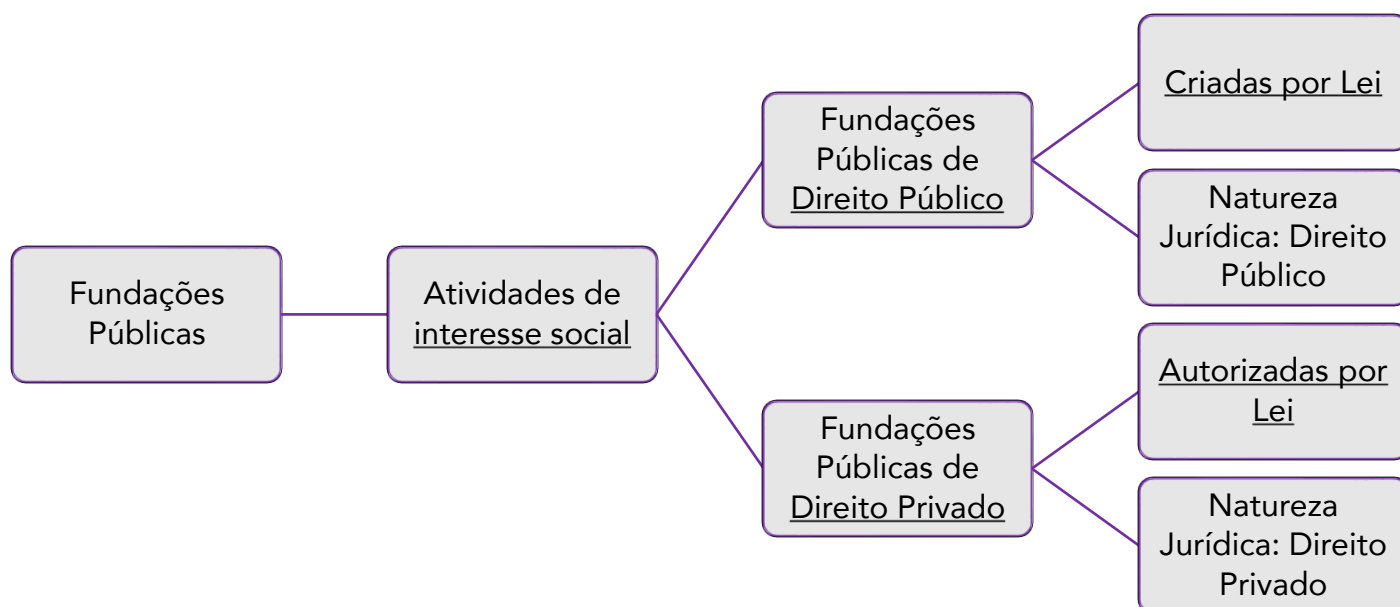 Fundações
Públicas
Atividades de
interesse social
Fundações
Públicas de
Direito Público
Criadas por Lei
Natureza
Jurídica: Direito
Público
Fundações
Públicas de
Direito Privado
Autorizadas por
Lei
Natureza
Jurídica: Direito
Privado